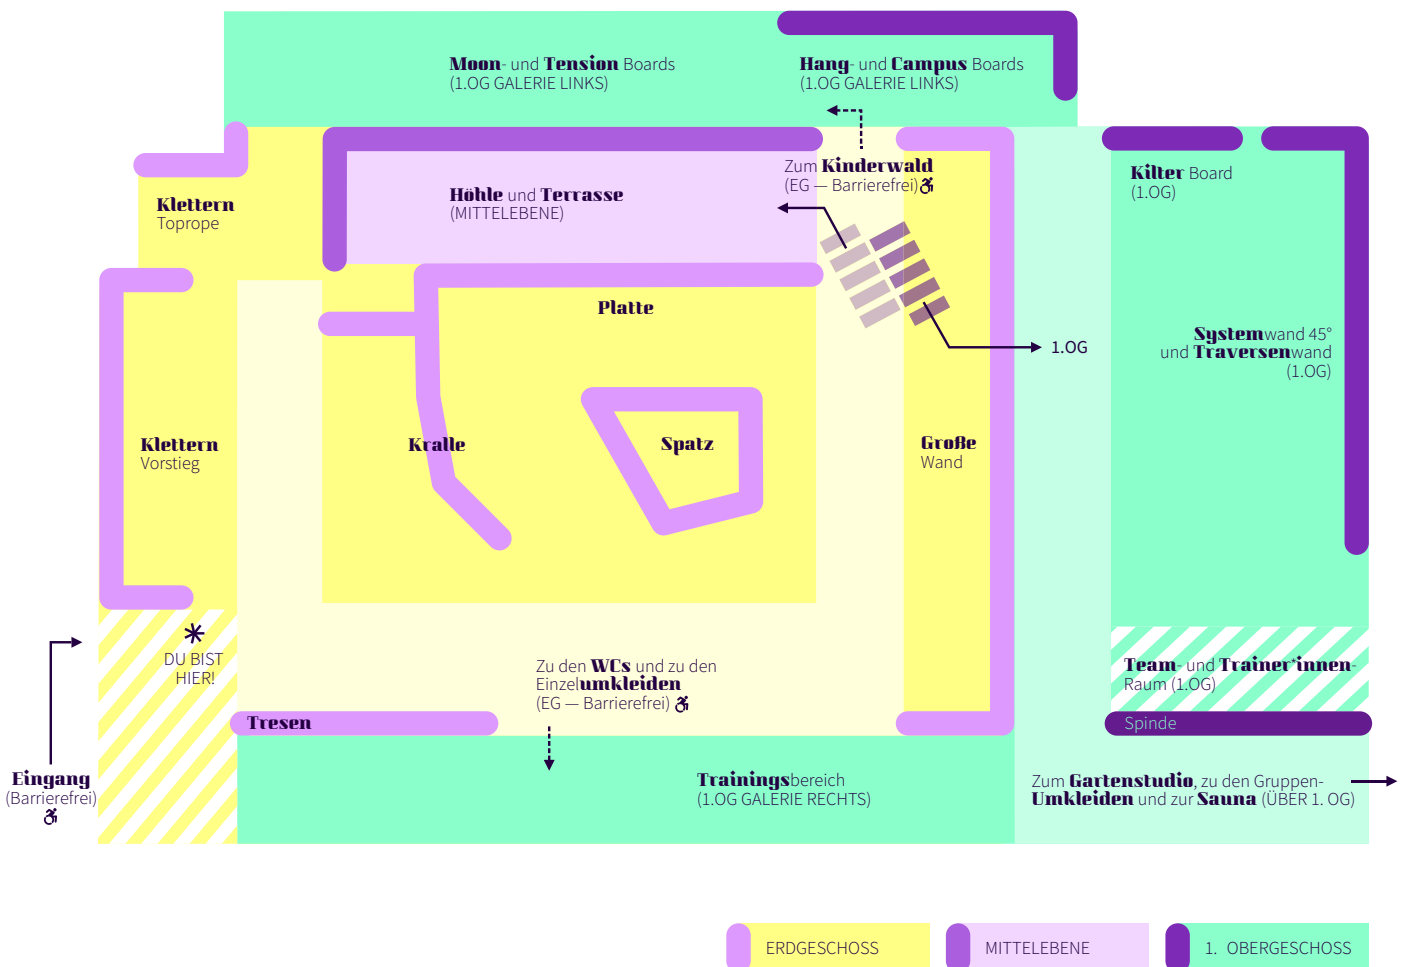 Moon- und Tension Boards
(1.OG GALERIE LINKS)
Hang- und Campus Boards
(1.OG GALERIE LINKS)
Zum Kinderwald
(EG — Barrierefrei)
Kilter Board
(1.OG)
Klettern
Toprope
Höhle und Terrasse
(MITTELEBENE)
Platte
Systemwand 45°
und Traversenwand
(1.OG)
1.OG
Klettern
Vorstieg
Kralle
Spatz
Große
Wand
DU BIST
HIER!
Zu den WCs und zu den
Einzelumkleiden
(EG — Barrierefrei)
Team- und Trainer*innen-
Raum (1.OG)
Tresen
Spinde
Eingang
(Barrierefrei)
Trainingsbereich
(1.OG GALERIE RECHTS)
Zum Gartenstudio, zu den Gruppen-
Umkleiden und zur Sauna (ÜBER 1. OG)
ERDGESCHOSS
MITTELEBENE
1. OBERGESCHOSS